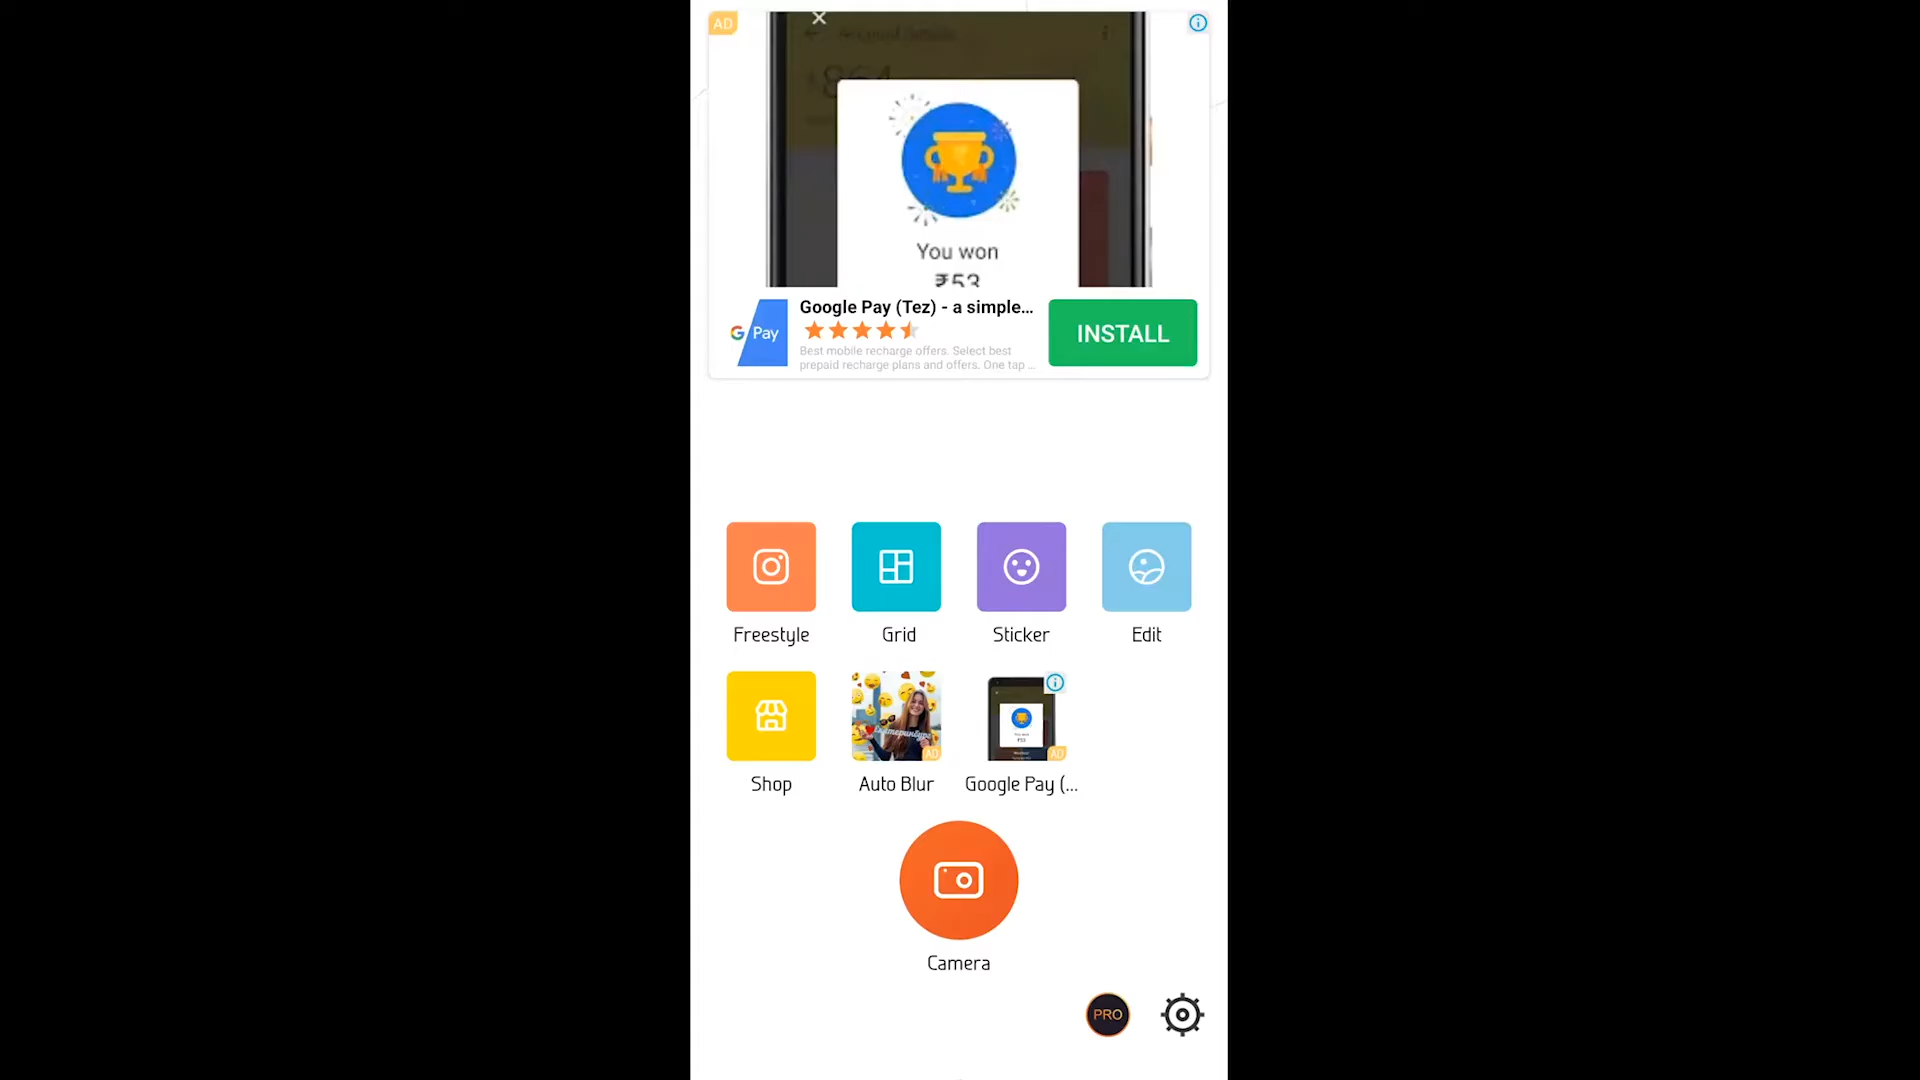 AD
You won
₹53
G Pay
Google Pay (Tez) - a simple...
Best mobile recharge offers. Select best
prepaid recharge plans and offers. One tap ...
INSTALL
Freestyle
Grid
Sticker
Edit
AD
AD
Shop
Auto Blur
Google Pay (...
Camera
PRO